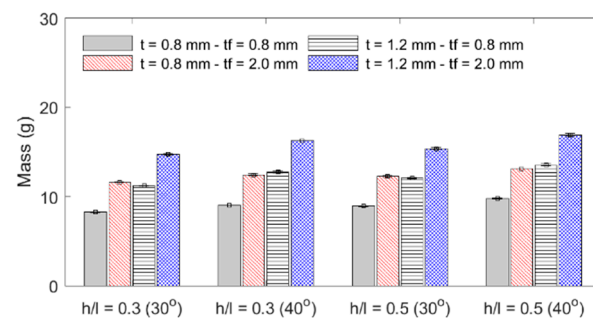 30
20
10
0
Mass (g)
t = 0.8 mm - tf = 0.8 mm
t = 1.2 mm - tf = 0.8 mm
t = 0.8 mm - tf = 2.0 mm
t = 1.2 mm - tf = 2.0 mm
h/l = 0.3 (30°)
h/l = 0.3 (40°)
h/l = 0.5 (30°)
h/l = 0.5 (40°)